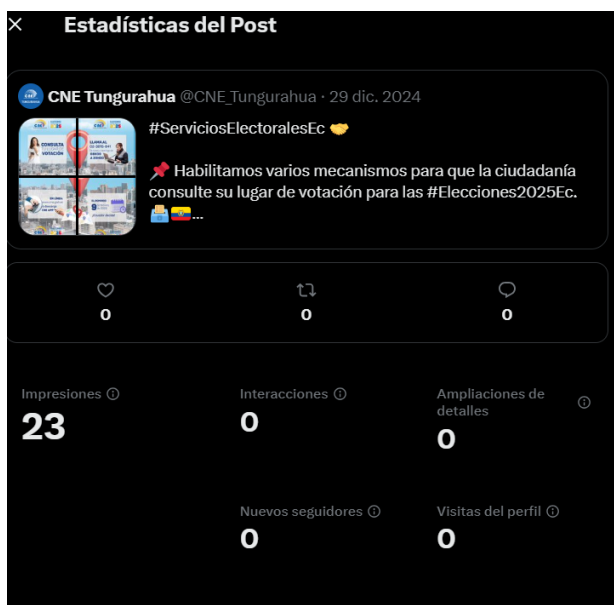 Estadísticas del Post
CNE Tungurahua @CNE_Tungurahua · 29 dic. 2024
#ServiciosElectoralesEc 🤝
📌 Habilitamos varios mecanismos para que la ciudadanía
consulte su lugar de votación para las #Elecciones2025Ec.
🗳️🇪🇨...
CONSULTA
VOTACIÓN
0
0
0
Impresiones
23
Interacciones
0
Ampliaciones de
detalles
0
Nuevos seguidores
0
Visitas del perfil
0